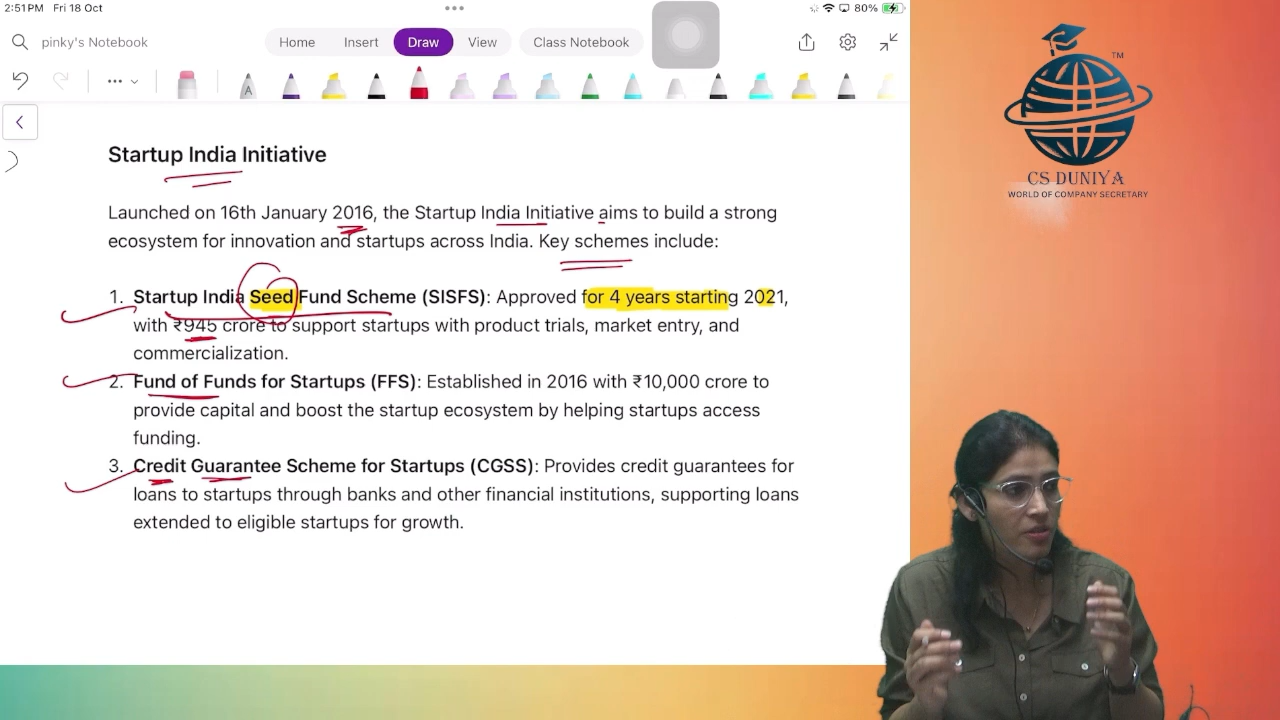 2:51 PM Fri 18 Oct
80%
pinky's Notebook
Home
Insert
Draw
View
Class Notebook
A
Startup India Initiative
Launched on 16th January 2016, the Startup India Initiative aims to build a strong
ecosystem for innovation and startups across India. Key schemes include:
1. Startup India Seed Fund Scheme (SISFS): Approved for 4 years starting 2021,
with ₹945 crore to support startups with product trials, market entry, and
commercialization.
2. Fund of Funds for Startups (FFS): Established in 2016 with ₹10,000 crore to
provide capital and boost the startup ecosystem by helping startups access
funding.
3. Credit Guarantee Scheme for Startups (CGSS): Provides credit guarantees for
loans to startups through banks and other financial institutions, supporting loans
extended to eligible startups for growth.
TM
CS DUNIYA
WORLD OF COMPANY SECRETARY